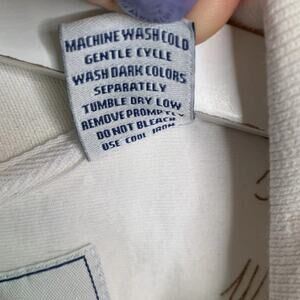 MACHINE WASH COLD
GENTLE CYCLE
WASH DARK COLORS
SEPARATELY
TUMBLE DRY LOW
REMOVE PROMPTLY
DO NOT BLEACH
USE COOL IRON